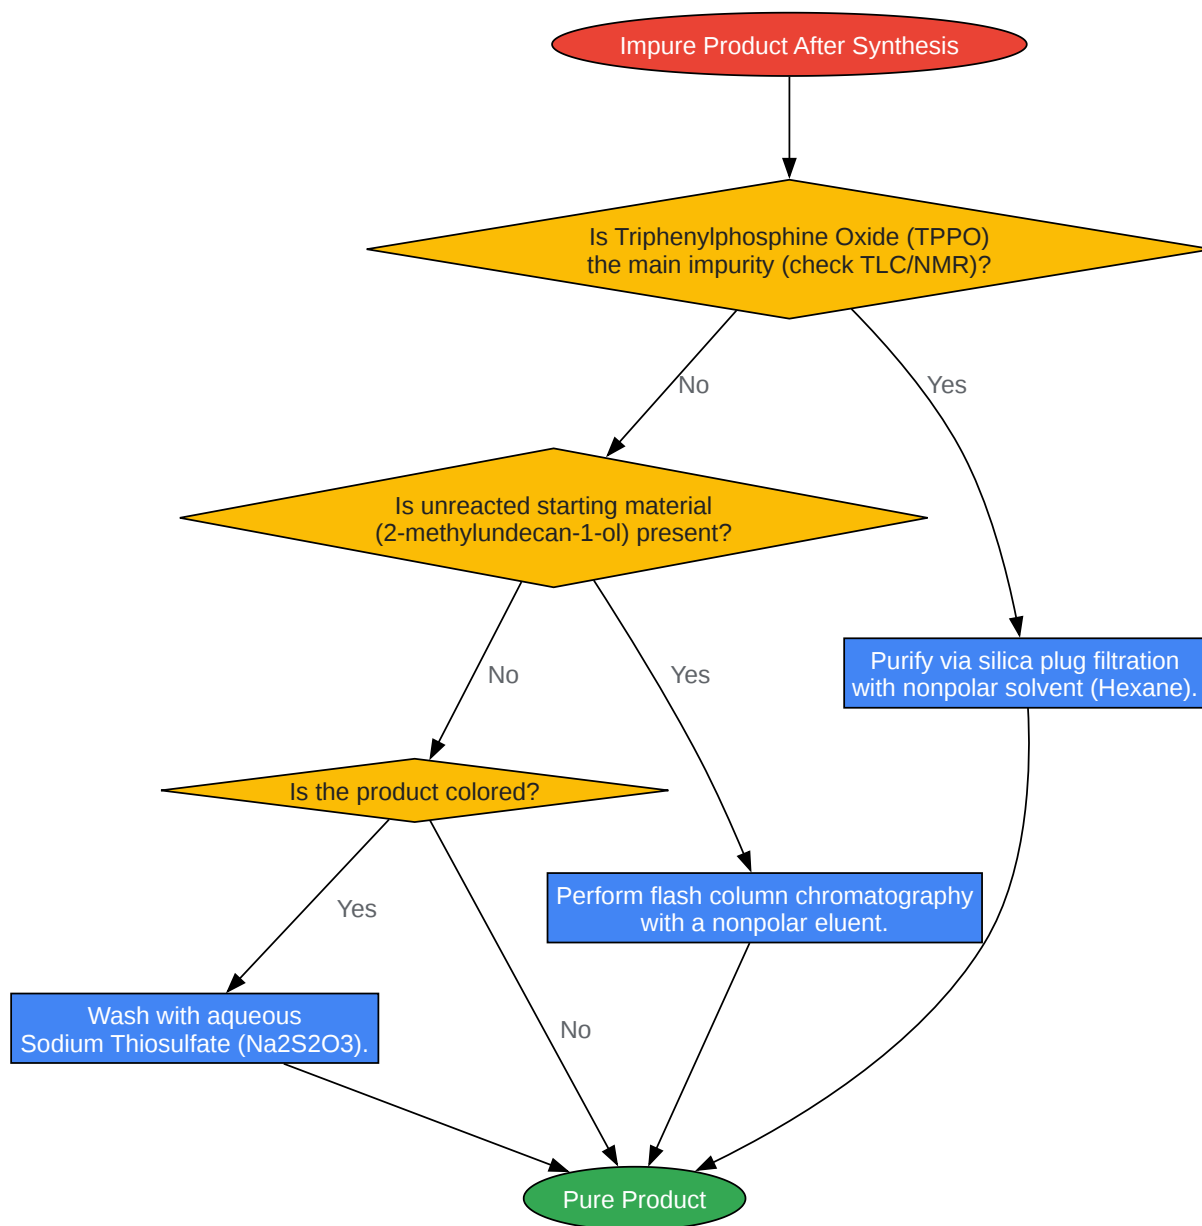 Impure Product After Synthesis
Is Triphenylphosphine Oxide (TPPO)
the main impurity (check TLC/NMR)?
No
Yes
Is unreacted starting material
(2-methylundecan-1-ol) present?
Purify via silica plug filtration
with nonpolar solvent (Hexane).
No
Yes
Is the product colored?
Perform flash column chromatography
with a nonpolar eluent.
Yes
Wash with aqueous
Sodium Thiosulfate (Na2S2O3).
No
Pure Product